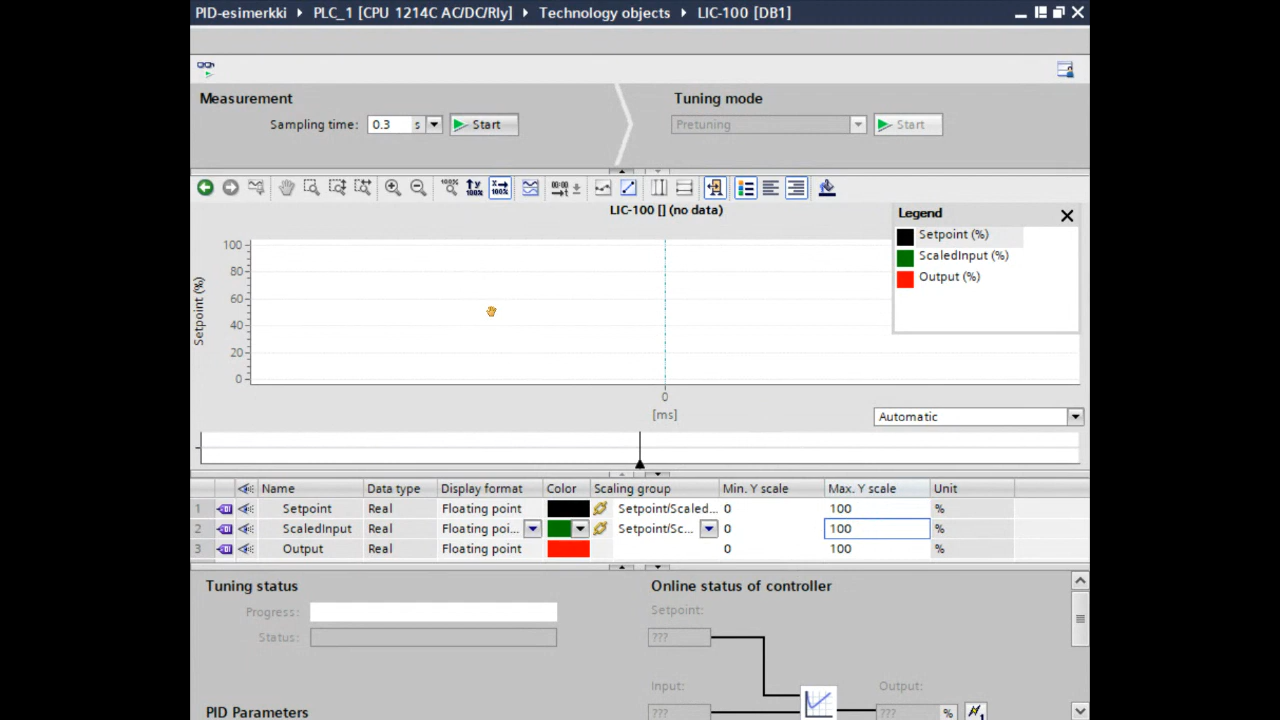 PID-esimerkki ▸ PLC_1 [CPU 1214C AC/DC/Rly] ▸ Technology objects ▸ LIC-100 [DB1]
Measurement
Tuning mode
Sampling time: 0.3 s Start
Pretuning Start
LIC-100 [] (no data)
Legend
Setpoint (%)
ScaledInput (%)
Output (%)
Setpoint (%)
100
80
60
40
20
0
0
[ms]
Automatic
Name Data type Display format Color Scaling group Min. Y scale Max. Y scale Unit
1 Setpoint Real Floating point Setpoint/Scaled... 0 100 %
2 ScaledInput Real Floating poi... Setpoint/Sc... 0 100 %
3 Output Real Floating point 0 100 %
Tuning status
Progress:
Status:
PID Parameters
Online status of controller
Setpoint:
???
Input:
???
Output:
??? %